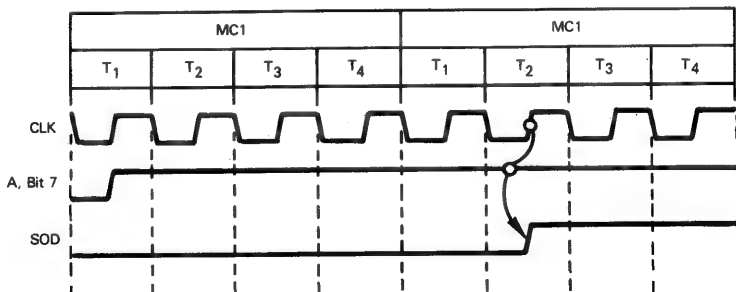 MC1 MC1
T1 T2 T3 T4 T1 T2 T3 T4
CLK
A, Bit 7
SOD